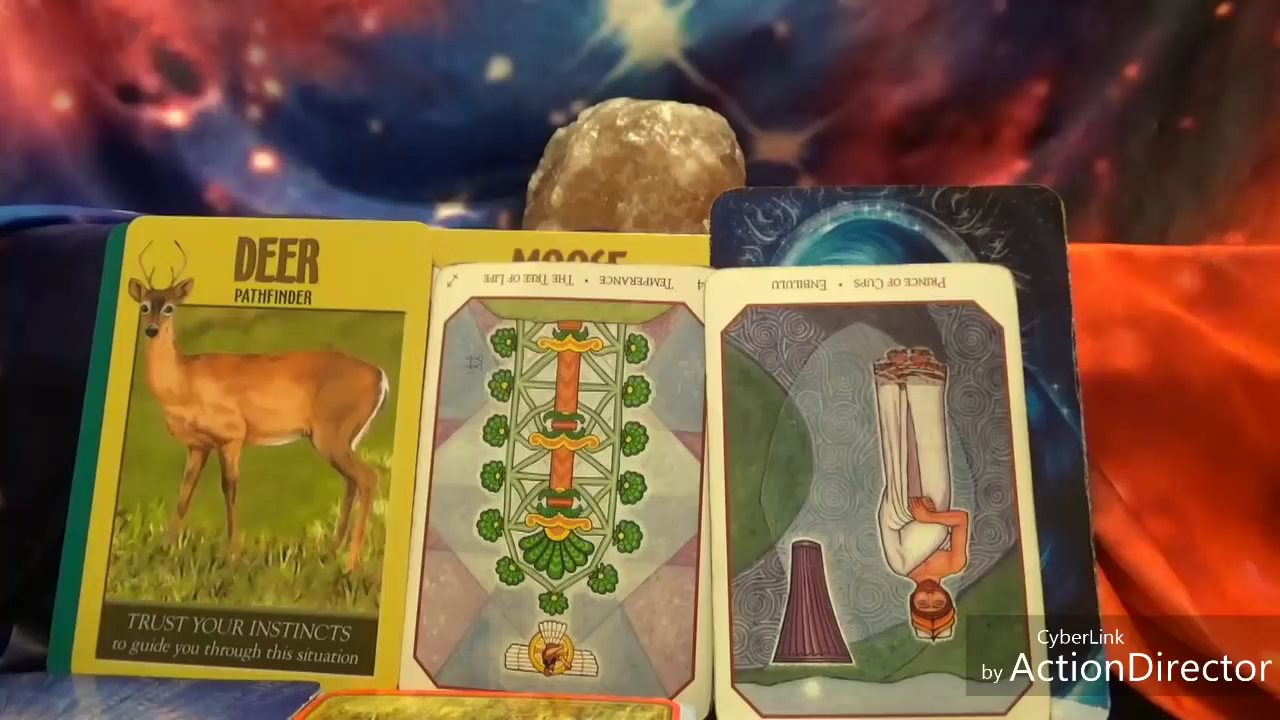 DEER
PATHFINDER
MOOSE
TEMPERANCE • THE TREE OF LIFE
PRINCE OF CUPS • ENBILULU
TRUST YOUR INSTINCTS
to guide you through this situation
CyberLink
by ActionDirector